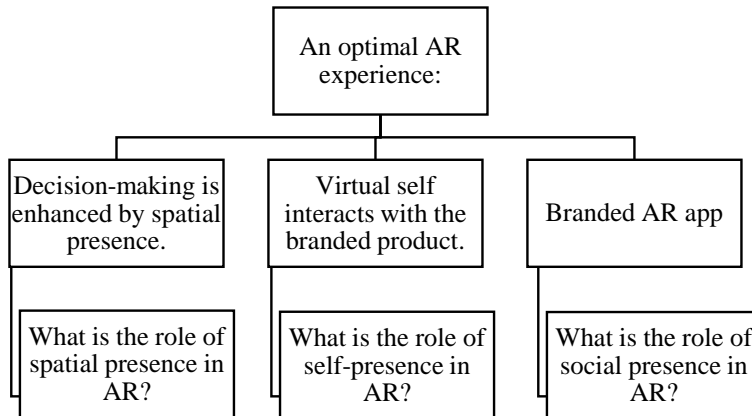 An optimal AR
experience:
Decision-making is
enhanced by spatial
presence.
Virtual self
interacts with the
branded product.
Branded AR app
What is the role of
spatial presence in
AR?
What is the role of
self-presence in
AR?
What is the role of
social presence in
AR?